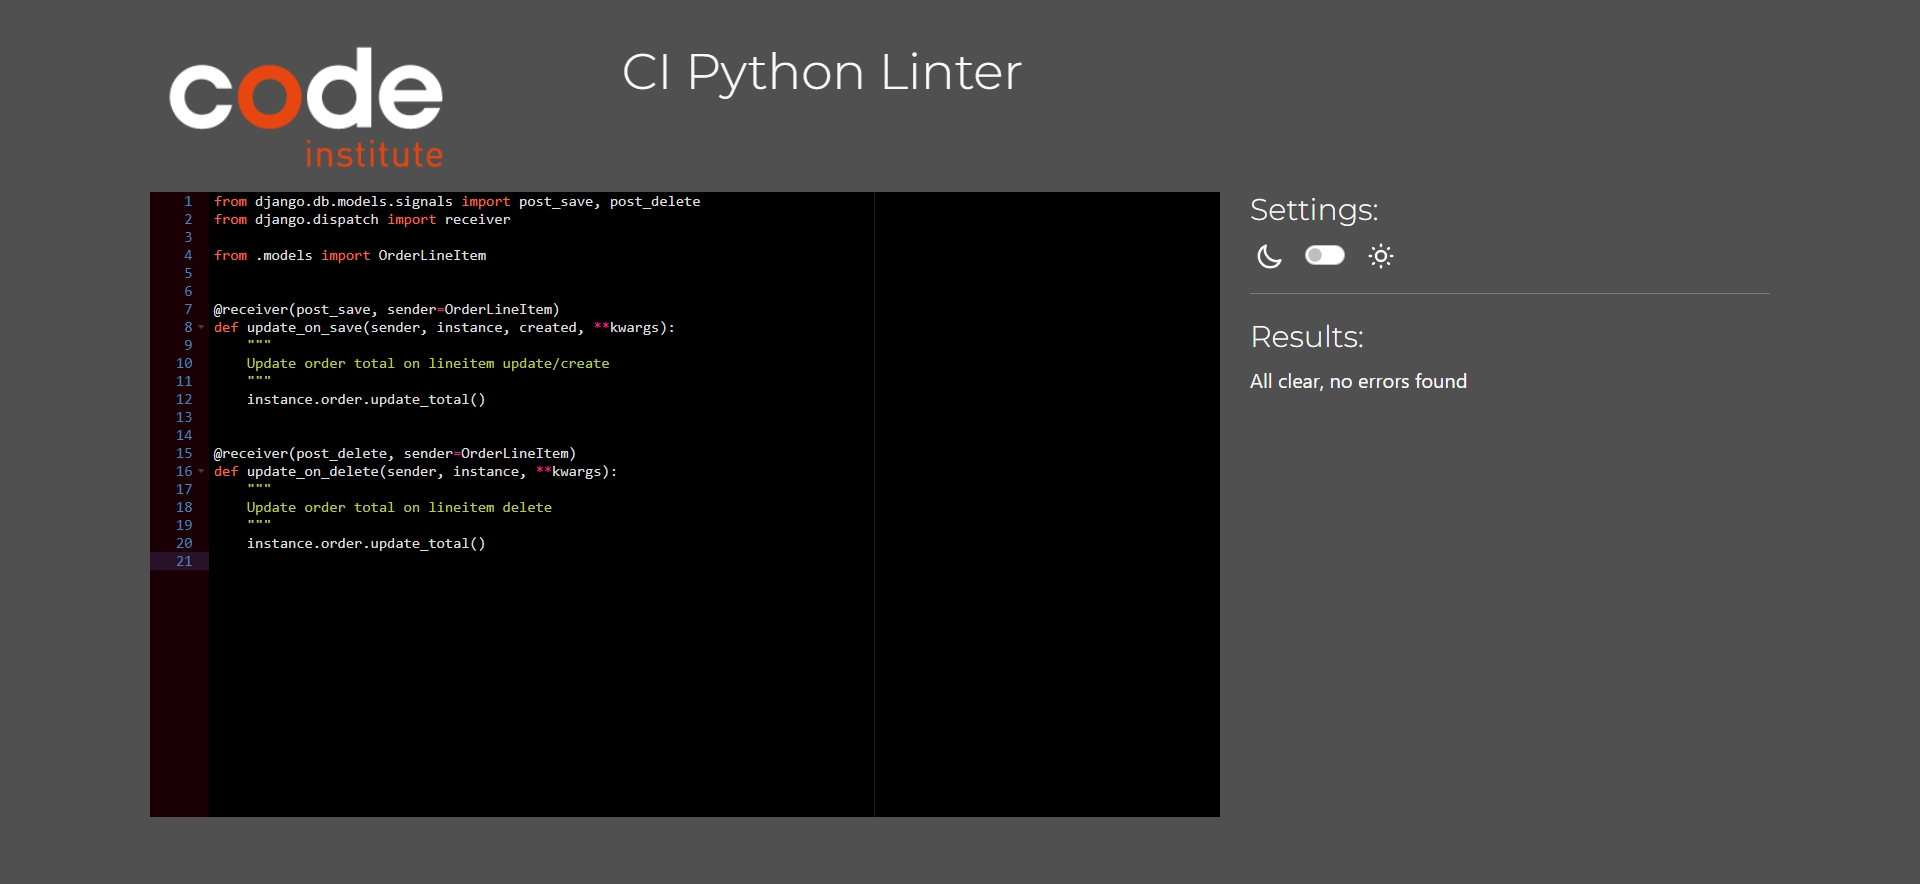 code
institute
CI Python Linter
1 from django.db.models.signals import post_save, post_delete
2 from django.dispatch import receiver
3
4 from .models import OrderLineItem
5
6
7 @receiver(post_save, sender=OrderLineItem)
8 def update_on_save(sender, instance, created, **kwargs):
9     """
10     Update order total on lineitem update/create
11     """
12     instance.order.update_total()
13
14
15 @receiver(post_delete, sender=OrderLineItem)
16 def update_on_delete(sender, instance, **kwargs):
17     """
18     Update order total on lineitem delete
19     """
20     instance.order.update_total()
21
Settings:
Results:
All clear, no errors found